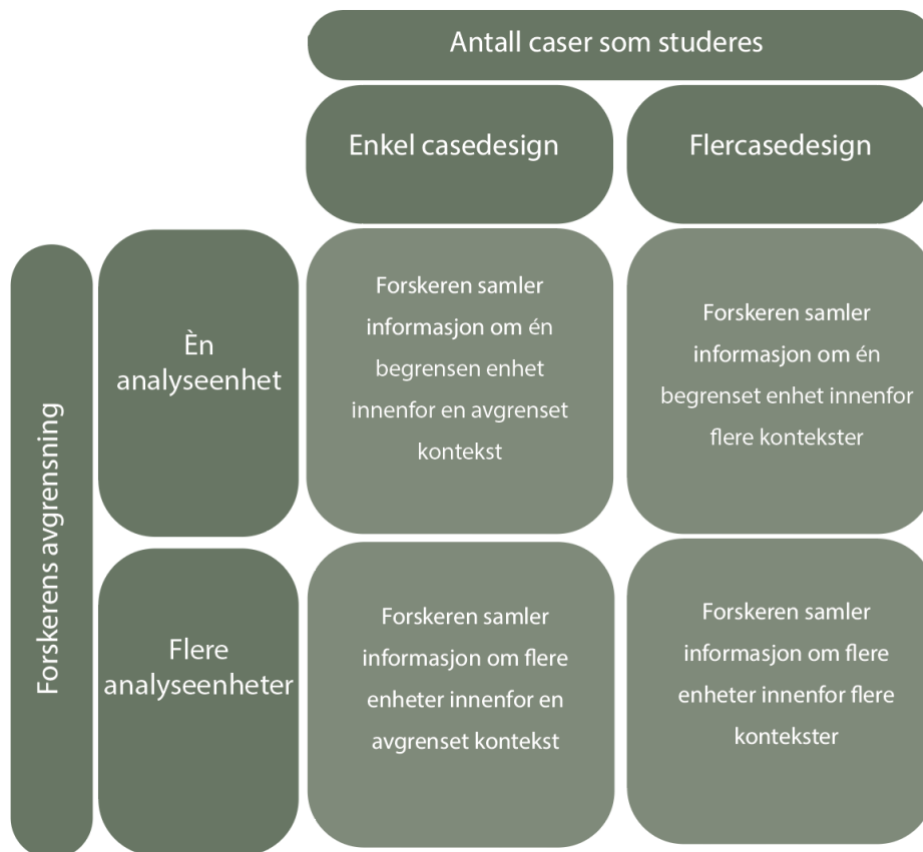 Antall caser som studeres
Enkel casedesign
Flercasedesign
Forskerens avgrensning
Èn
analyseenhet
Forskeren samler
informasjon om én
begrensen enhet
innenfor en avgrenset
kontekst
Forskeren samler
informasjon om én
begrenset enhet innenfor
flere kontekster
Flere
analyseenheter
Forskeren samler
informasjon om flere
enheter innenfor en
avgrenset kontekst
Forskeren samler
informasjon om flere
enheter innenfor flere
kontekster